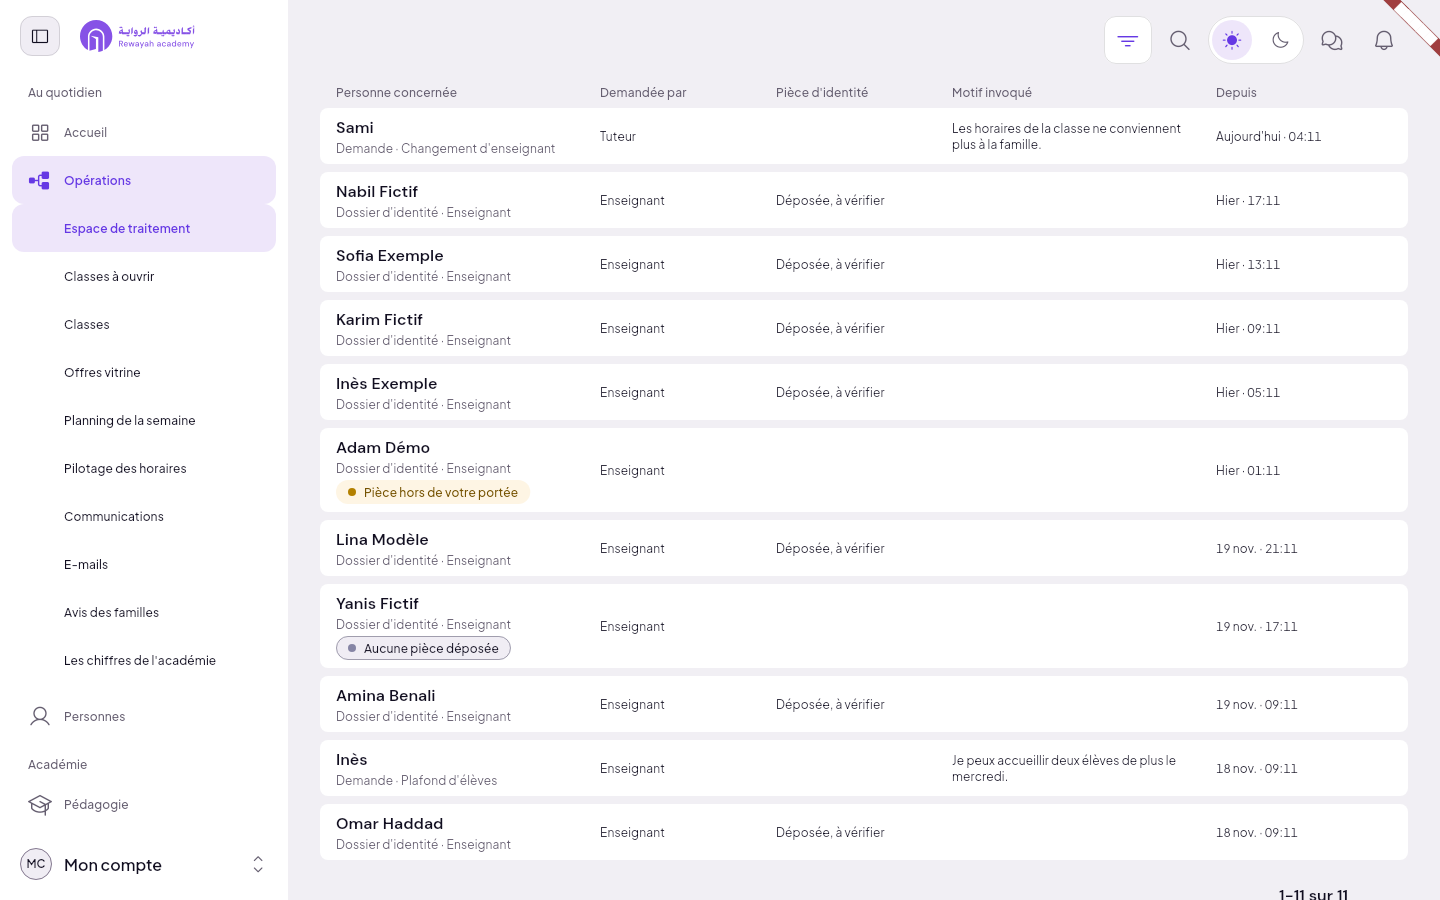 أكاديمية الرواية
Rewayah academy
Au quotidien
Accueil
Opérations
Espace de traitement
Classes à ouvrir
Classes
Offres vitrine
Planning de la semaine
Pilotage des horaires
Communications
E-mails
Avis des familles
Les chiffres de l'académie
Personnes
Académie
Pédagogie
MC Mon compte
Personne concernée Demandée par Pièce d'identité Motif invoqué Depuis
Sami
Demande · Changement d'enseignant
Tuteur
Les horaires de la classe ne conviennent
plus à la famille.
Aujourd'hui · 04:11
Nabil Fictif
Dossier d'identité · Enseignant
Enseignant
Déposée, à vérifier
Hier · 17:11
Sofia Exemple
Dossier d'identité · Enseignant
Enseignant
Déposée, à vérifier
Hier · 13:11
Karim Fictif
Dossier d'identité · Enseignant
Enseignant
Déposée, à vérifier
Hier · 09:11
Inès Exemple
Dossier d'identité · Enseignant
Enseignant
Déposée, à vérifier
Hier · 05:11
Adam Démo
Dossier d'identité · Enseignant
Pièce hors de votre portée
Enseignant
Hier · 01:11
Lina Modèle
Dossier d'identité · Enseignant
Enseignant
Déposée, à vérifier
19 nov. · 21:11
Yanis Fictif
Dossier d'identité · Enseignant
Aucune pièce déposée
Enseignant
19 nov. · 17:11
Amina Benali
Dossier d'identité · Enseignant
Enseignant
Déposée, à vérifier
19 nov. · 09:11
Inès
Demande · Plafond d'élèves
Enseignant
Je peux accueillir deux élèves de plus le
mercredi.
18 nov. · 09:11
Omar Haddad
Dossier d'identité · Enseignant
Enseignant
Déposée, à vérifier
18 nov. · 09:11
1–11 sur 11